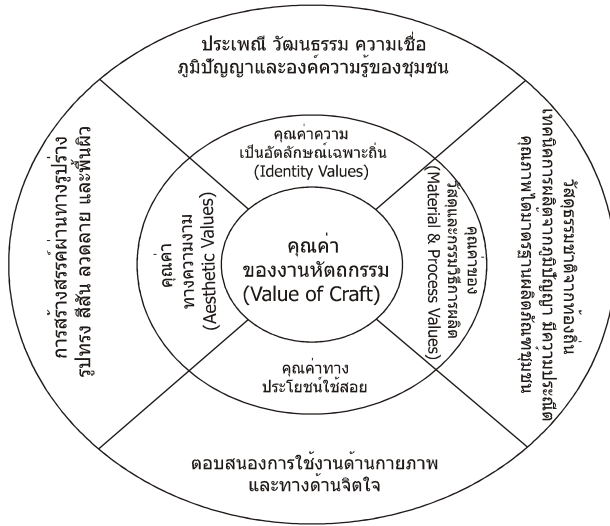 ประเพณี วัฒนธรรม ความเชื่อ
ภูมิปัญญาและองค์ความรู้ของชุมชน
คุณค่าความ
เป็นอัตลักษณ์เฉพาะถิ่น
(Identity Values)
การสร้างสรรค์ผ่านทางรูปร่าง
รูปทรง สีสัน ลวดลาย และพื้นผิว
คุณค่า
ทางความงาม
(Aesthetic Values)
คุณค่า
ของงานหัตถกรรม
(Value of Craft)
คุณค่าของ
วัสดุและกรรมวิธีการผลิต
(Material & Process Values)
วัสดุธรรมชาติจากท้องถิ่น
เทคนิคการผลิตจากภูมิปัญญา มีความประณีต
คุณภาพได้มาตรฐานผลิตภัณฑ์ชุมชน
คุณค่าทาง
ประโยชน์ใช้สอย
ตอบสนองการใช้งานด้านกายภาพ
และทางด้านจิตใจ